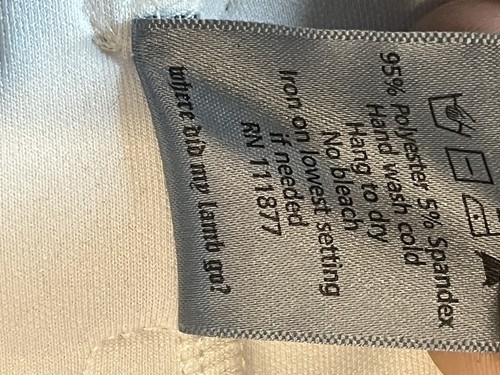 95% Polyester 5% Spandex
Hand wash cold
Hang to dry
No bleach
Iron on lowest setting
if needed
RN 111877
where did my lamb go?